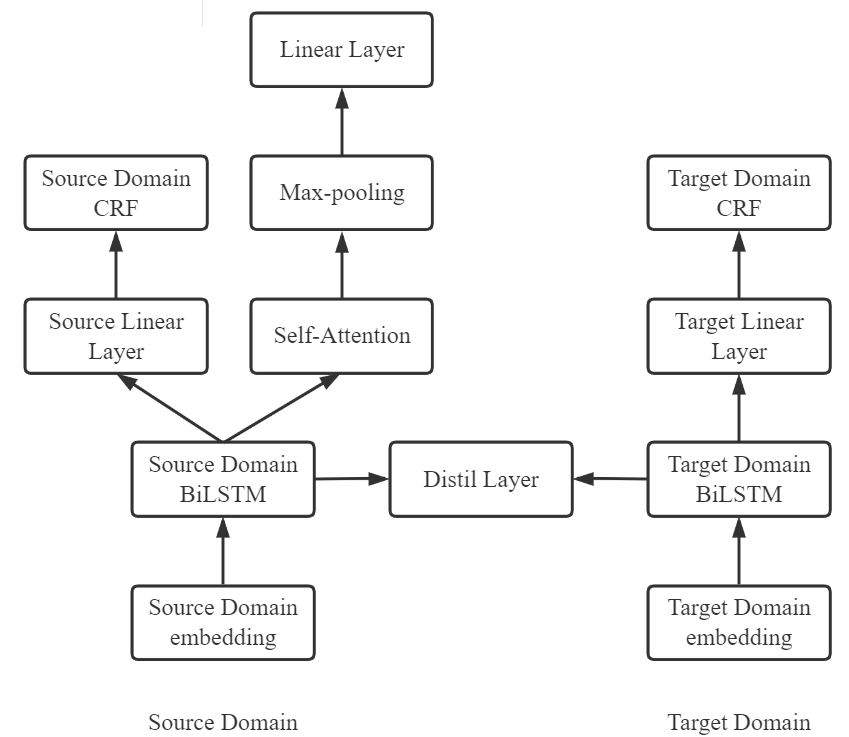 Linear Layer
Source Domain
CRF
Max-pooling
Target Domain
CRF
Source Linear
Layer
Self-Attention
Target Linear
Layer
Source Domain
BiLSTM
Distil Layer
Target Domain
BiLSTM
Source Domain
embedding
Target Domain
embedding
Source Domain
Target Domain